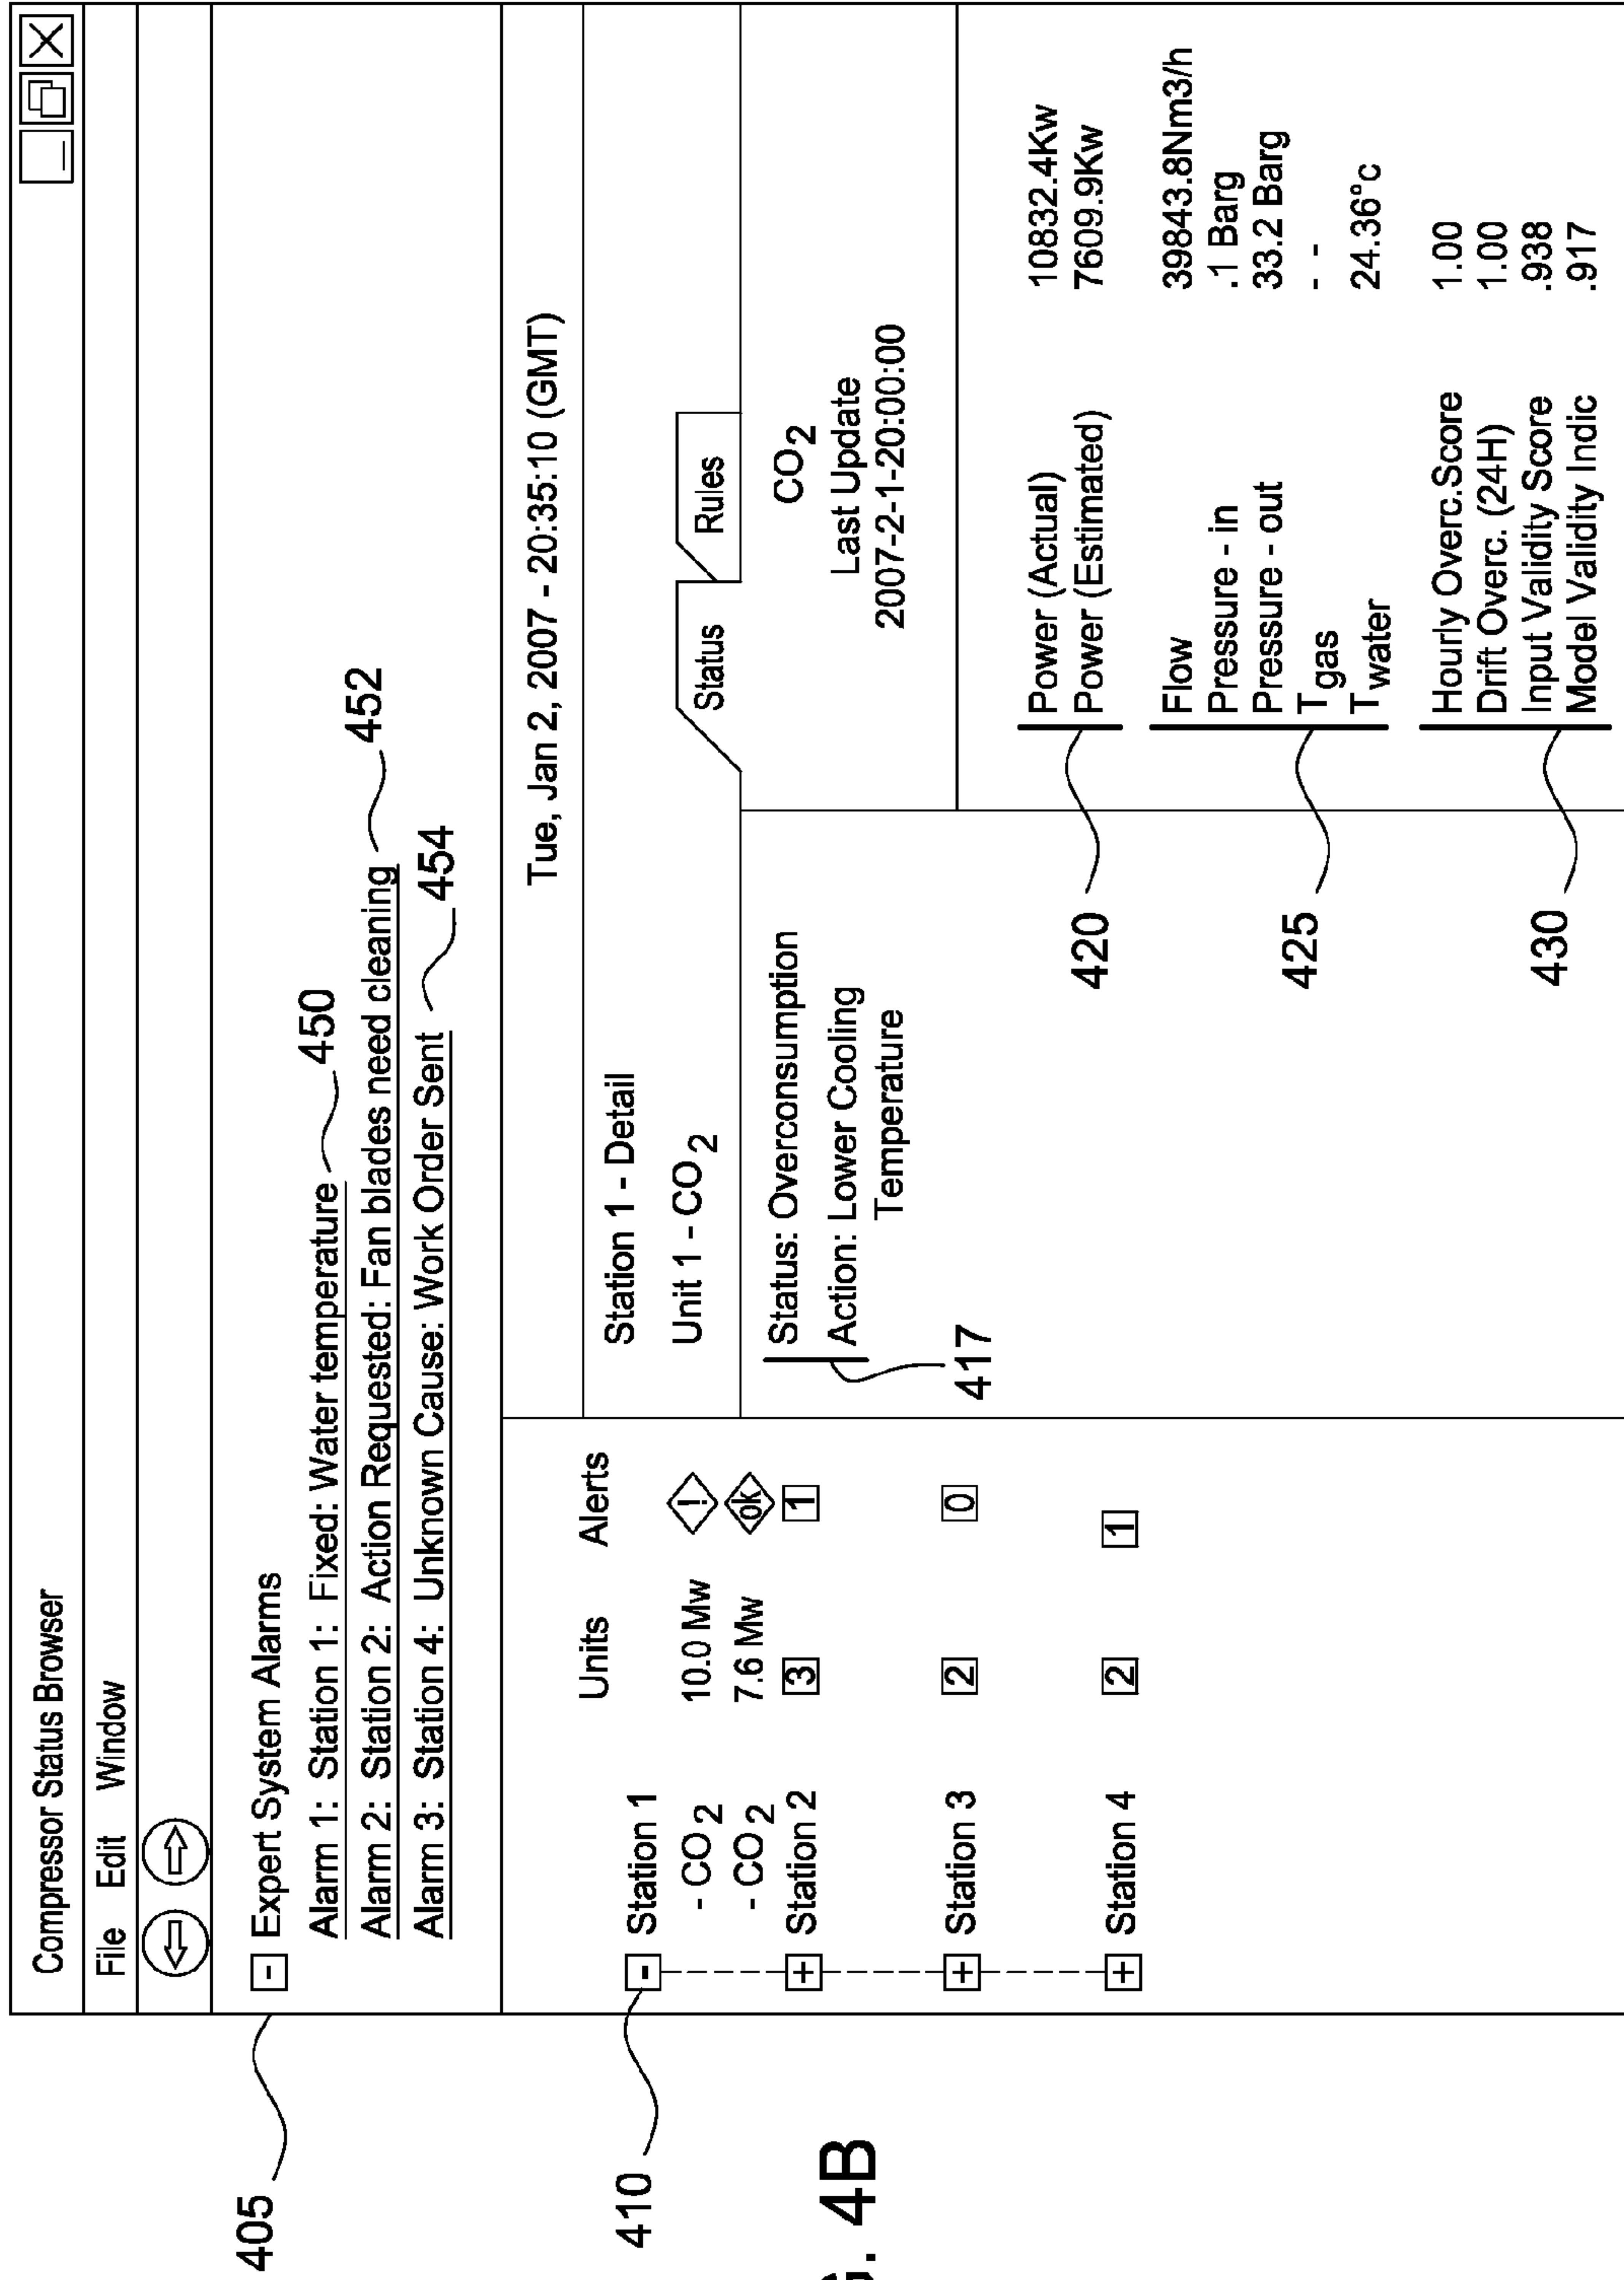 Compressor Status Browser
File Edit Window
405
- Expert System Alarms
Alarm 1: Station 1: Fixed: Water temperature 450
Alarm 2: Station 2: Action Requested: Fan blades need cleaning 452
Alarm 3: Station 4: Unknown Cause: Work Order Sent 454
Tue, Jan 2, 2007 - 20:35:10 (GMT)
410
Units Alerts
- Station 1
- CO2 10.0 Mw !
- CO2 7.6 Mw ok
+ Station 2 3 1
+ Station 3 2 0
+ Station 4 2 1
Station 1 - Detail
Unit 1 - CO2
Status Rules
Status: Overconsumption
Action: Lower Cooling
Temperature
417
CO2
Last Update
2007-2-1-20:00:00
420
Power (Actual) 10832.4Kw
Power (Estimated) 7609.9Kw
425
Flow 39843.8Nm3/h
Pressure - in .1 Barg
Pressure - out 33.2 Barg
T gas - -
T water 24.36°c
430
Hourly Overc.Score 1.00
Drift Overc. (24H) 1.00
Input Validity Score .938
Model Validity Indic .917
4B